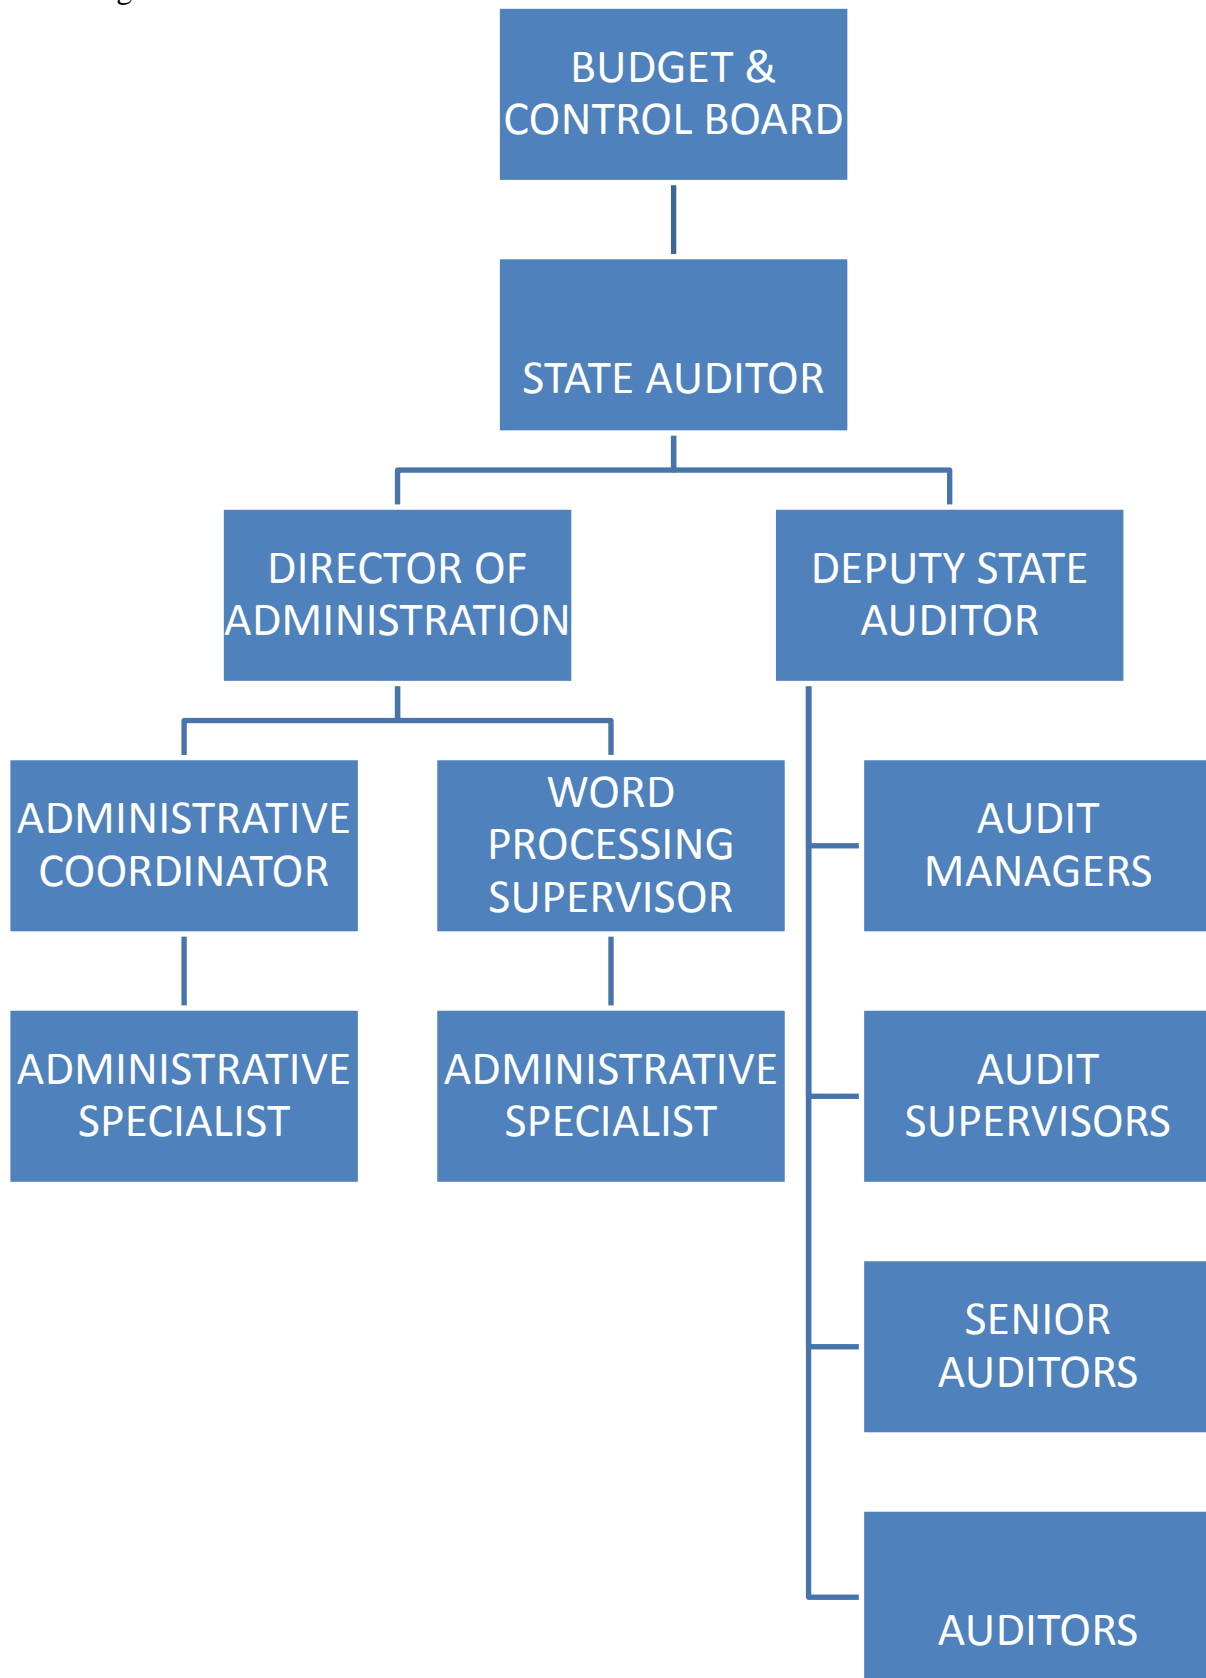 BUDGET &
CONTROL BOARD
STATE AUDITOR
DIRECTOR OF
ADMINISTRATION
DEPUTY STATE
AUDITOR
ADMINISTRATIVE
COORDINATOR
WORD
PROCESSING
SUPERVISOR
AUDIT
MANAGERS
ADMINISTRATIVE
SPECIALIST
ADMINISTRATIVE
SPECIALIST
AUDIT
SUPERVISORS
SENIOR
AUDITORS
AUDITORS